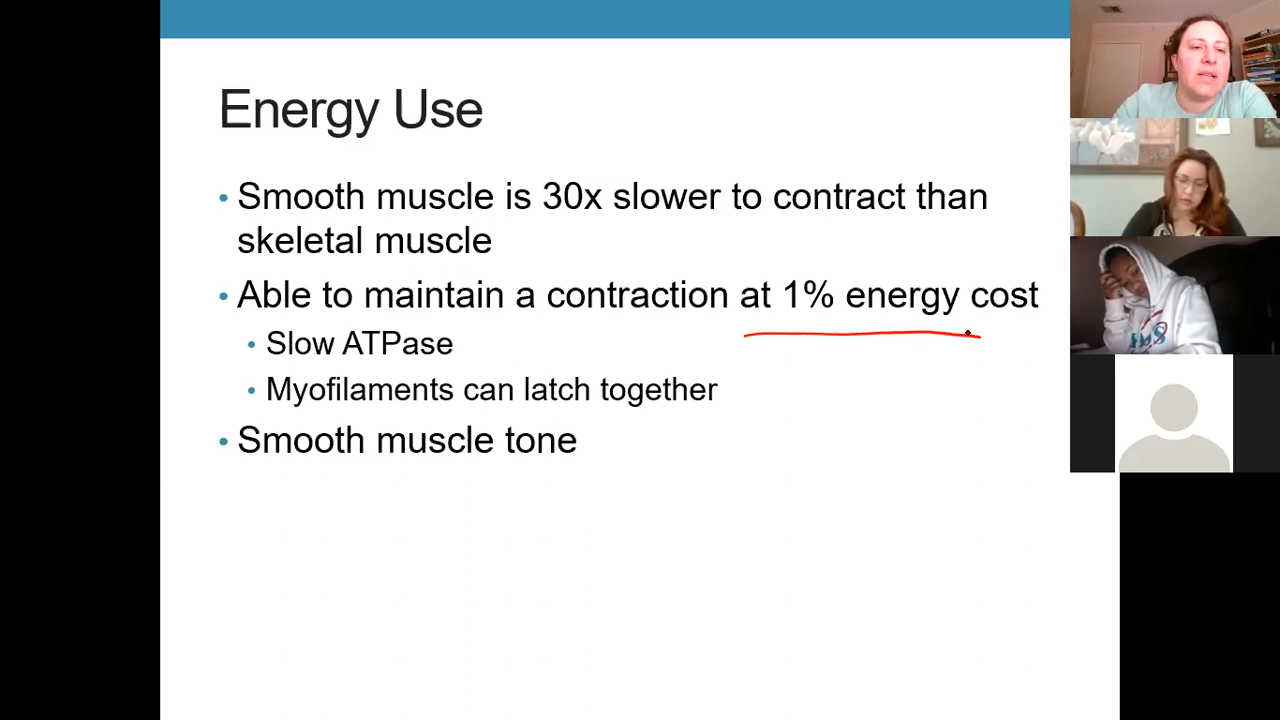 Energy Use
• Smooth muscle is 30x slower to contract than
skeletal muscle
• Able to maintain a contraction at 1% energy cost
• Slow ATPase
• Myofilaments can latch together
• Smooth muscle tone